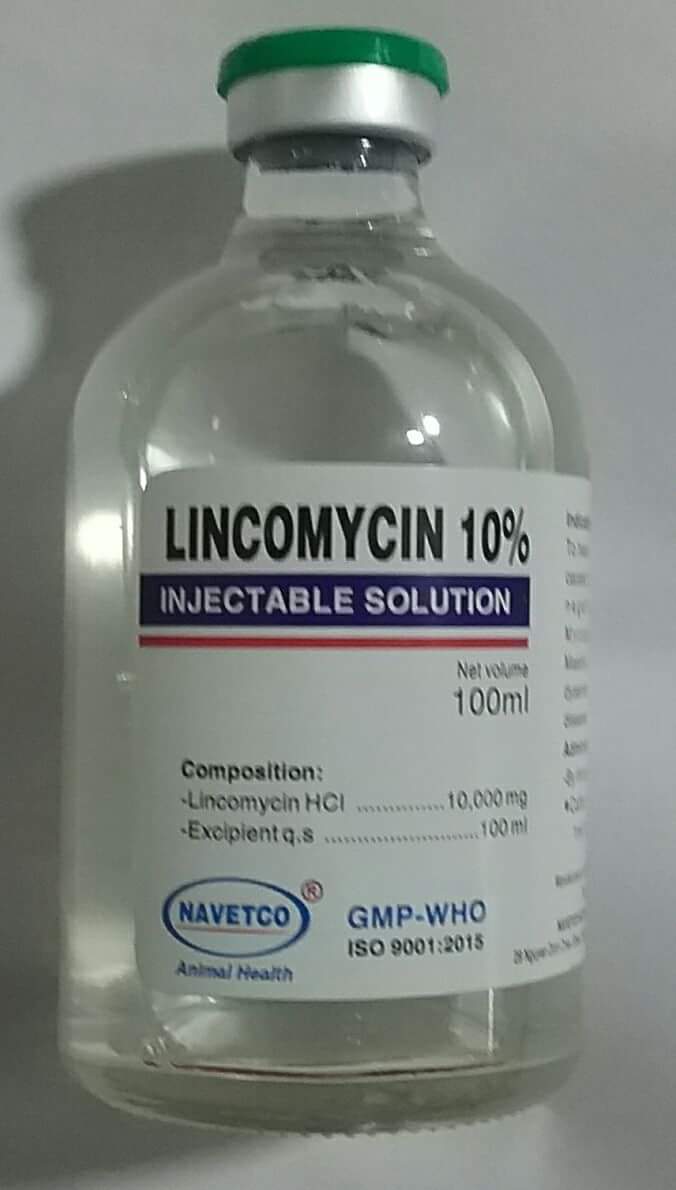 LINCOMYCIN 10%
INJECTABLE SOLUTION
Net volume
100ml
Composition:
-Lincomycin HCl ..............10,000 mg
-Excipient q.s ........................100 ml
NAVETCO ®
Animal Health
GMP-WHO
ISO 9001:2015